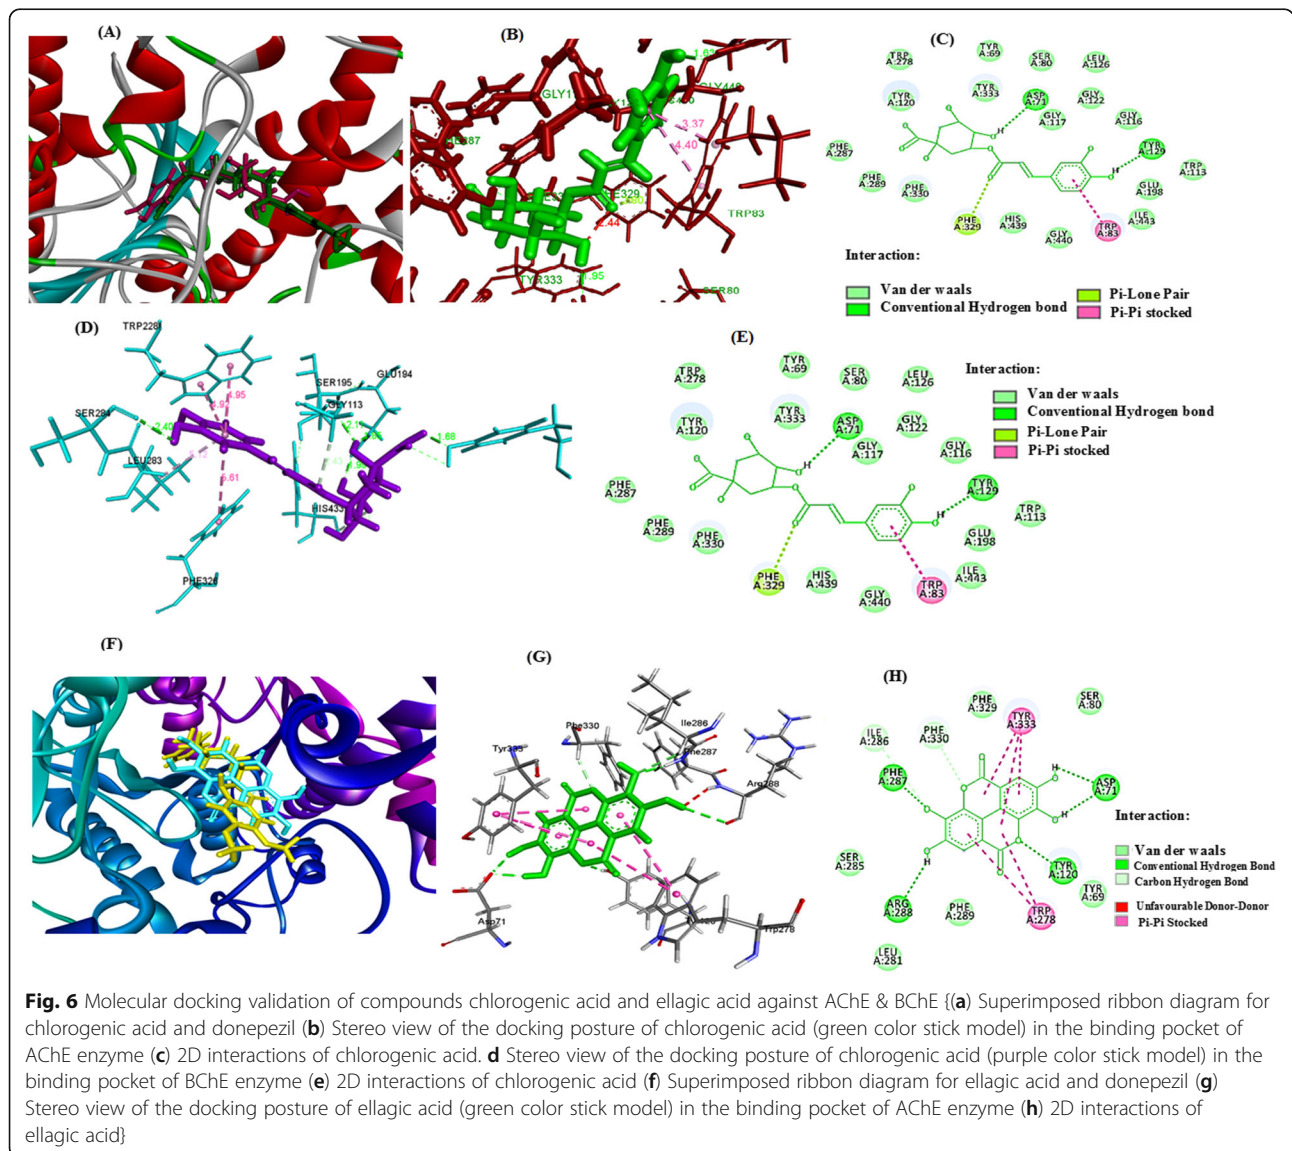 (A)
(B)
1.63
GLY440
GLY1
3.37
4.40
PHE329
2.44
TRP83
TYR333
1.95
SER80
(C)
TRP A:278
TYR A:69
SER A:80
LEU A:126
TYR A:120
TYR A:333
ASP A:71
GLY A:122
GLY A:117
GLY A:116
PHE A:287
H
H
TYR A:129
TRP A:113
PHE A:289
PHE A:330
GLU A:198
PHE A:329
HIS A:439
GLY A:440
TRP A:83
ILE A:443
Interaction:
Van der waals
Conventional Hydrogen bond
Pi-Lone Pair
Pi-Pi stocked
(D)
TRP228
4.92
4.95
SER195
GLU194
SER284
GLY113
2.40
1.68
LEU283
5.12
5.61
HIS433
PHE326
(E)
TRP A:278
TYR A:69
SER A:80
LEU A:126
TYR A:120
TYR A:333
ASP A:71
GLY A:122
GLY A:117
GLY A:116
PHE A:287
H
H
TYR A:129
TRP A:113
PHE A:289
PHE A:330
GLU A:198
PHE A:329
HIS A:439
GLY A:440
TRP A:83
ILE A:443
Interaction:
Van der waals
Conventional Hydrogen bond
Pi-Lone Pair
Pi-Pi stocked
(F)
(G)
Phe330
Ile286
Tyr333
Phe287
Arg288
Asp71
Trp278
(H)
PHE A:329
TYR A:333
SER A:80
ILE A:286
PHE A:330
PHE A:287
H
H
ASP A:71
SER A:285
H
TYR A:120
TYR A:69
ARG A:288
PHE A:289
TRP A:278
LEU A:281
Interaction:
Van der waals
Conventional Hydrogen Bond
Carbon Hydrogen Bond
Unfavourable Donor-Donor
Pi-Pi Stocked
Fig. 6 Molecular docking validation of compounds chlorogenic acid and ellagic acid against AChE & BChE {(a) Superimposed ribbon diagram for
chlorogenic acid and donepezil (b) Stereo view of the docking posture of chlorogenic acid (green color stick model) in the binding pocket of
AChE enzyme (c) 2D interactions of chlorogenic acid. d Stereo view of the docking posture of chlorogenic acid (purple color stick model) in the
binding pocket of BChE enzyme (e) 2D interactions of chlorogenic acid (f) Superimposed ribbon diagram for ellagic acid and donepezil (g)
Stereo view of the docking posture of ellagic acid (green color stick model) in the binding pocket of AChE enzyme (h) 2D interactions of
ellagic acid}